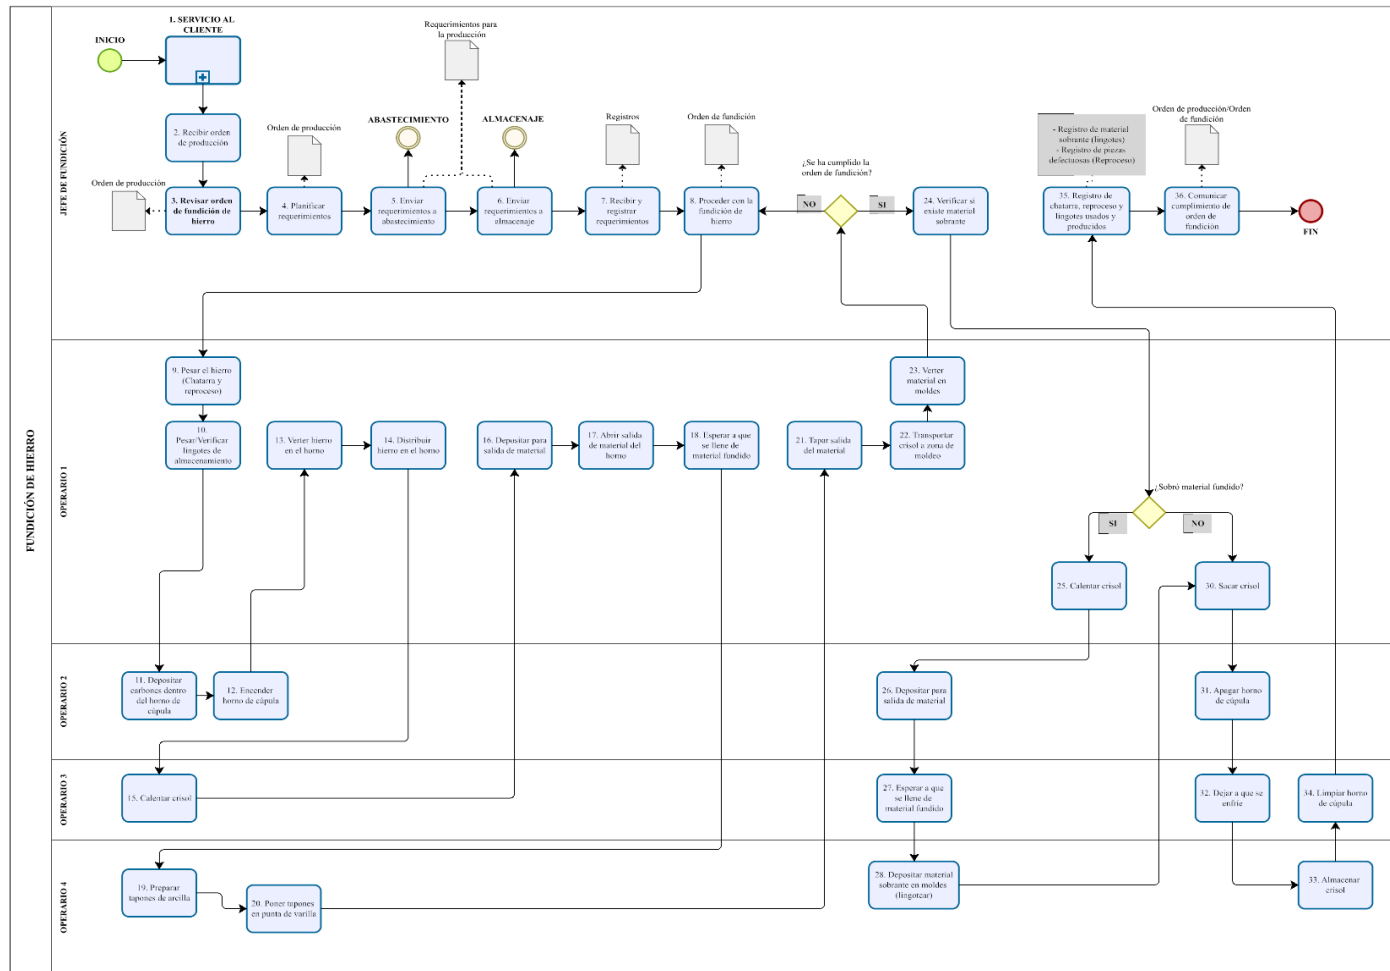 FUNDICIÓN DE HIERRO
JEFE DE FUNDICIÓN
INICIO
1. SERVICIO AL
CLIENTE
2. Recibir orden
de producción
Orden de producción
3. Revisar orden
de fundición de
hierro
Orden de producción
4. Planificar
requerimientos
Requerimientos para
la producción
ABASTECIMIENTO
5. Enviar
requerimientos a
abastecimiento
ALMACENAJE
6. Enviar
requerimientos a
almacenaje
Registros
7. Recibir y
registrar
requerimientos
Orden de fundición
8. Proceder con la
fundición de
hierro
¿Se ha cumplido la
orden de fundición?
NO
SI
24. Verificar si
existe material
sobrante
- Registro de material
sobrante (lingotes)
- Registro de piezas
defectuosas (Reproceso)
35. Registro de
chatarra, reproceso y
lingotes usados y
producidos
Orden de producción/Orden
de fundición
36. Comunicar
cumplimiento de
orden de
fundición
FIN
OPERARIO 1
9. Pesar el hierro
(Chatarra y
reproceso)
10.
Pesar/Verificar
lingotes de
almacenamiento
13. Verter hierro
en el horno
14. Distribuir
hierro en el horno
16. Depositar para
salida de material
17. Abrir salida
de material del
horno
18. Esperar a que
se llene de
material fundido
21. Tapar salida
del material
22. Transportar
crisol a zona de
moldeo
23. Verter
material en
moldes
¿Sobró material fundido?
SI
NO
25. Calentar crisol
30. Sacar crisol
OPERARIO 2
11. Depositar
carbones dentro
del horno de
cúpula
12. Encender
horno de cúpula
26. Depositar para
salida de material
31. Apagar horno
de cúpula
OPERARIO 3
15. Calentar crisol
27. Esperar a que
se llene de
material fundido
32. Dejar a que se
enfríe
34. Limpiar horno
de cúpula
OPERARIO 4
19. Preparar
tapones de arcilla
20. Poner tapones
en punta de varilla
28. Depositar material
sobrante en moldes
(lingotear)
33. Almacenar
crisol